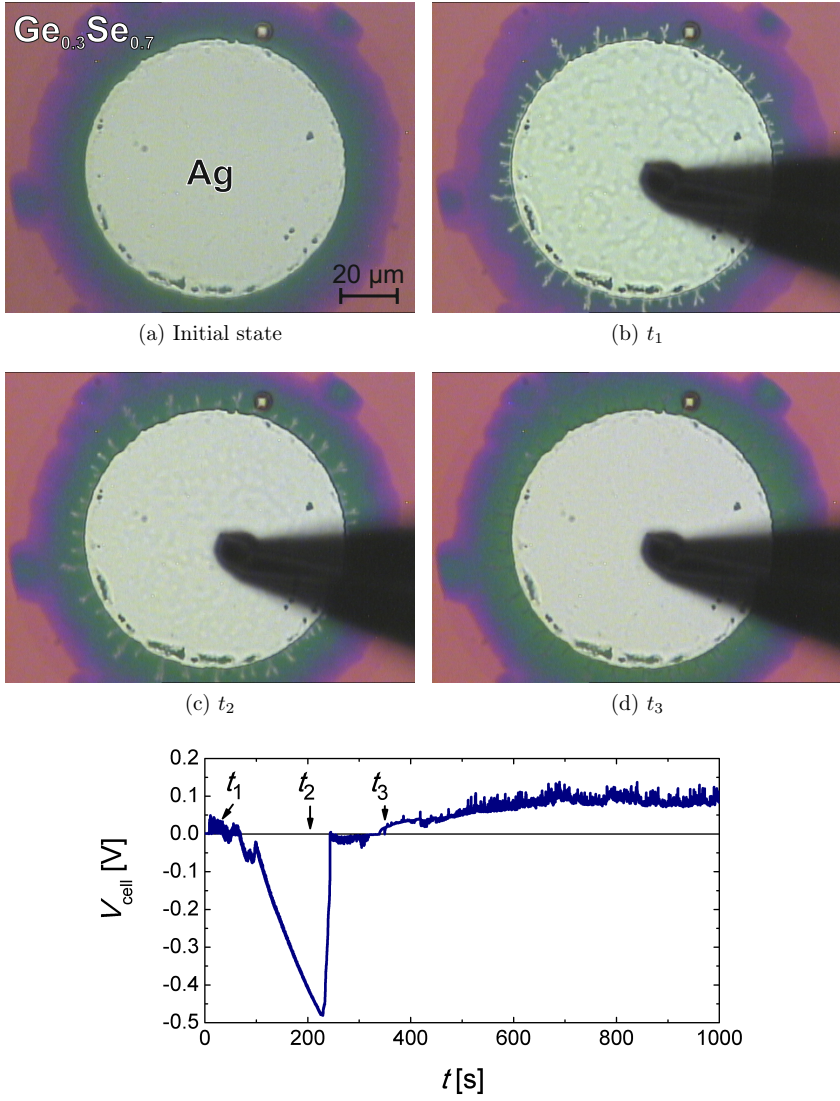 Ge0.3Se0.7
Ag
20 µm
(a) Initial state
(b) t1
(c) t2
(d) t3
0.2
0.1
0.0
-0.1
-0.2
-0.3
-0.4
-0.5
t1
t2
t3
Vcell [V]
0
200
400
600
800
1000
t [s]